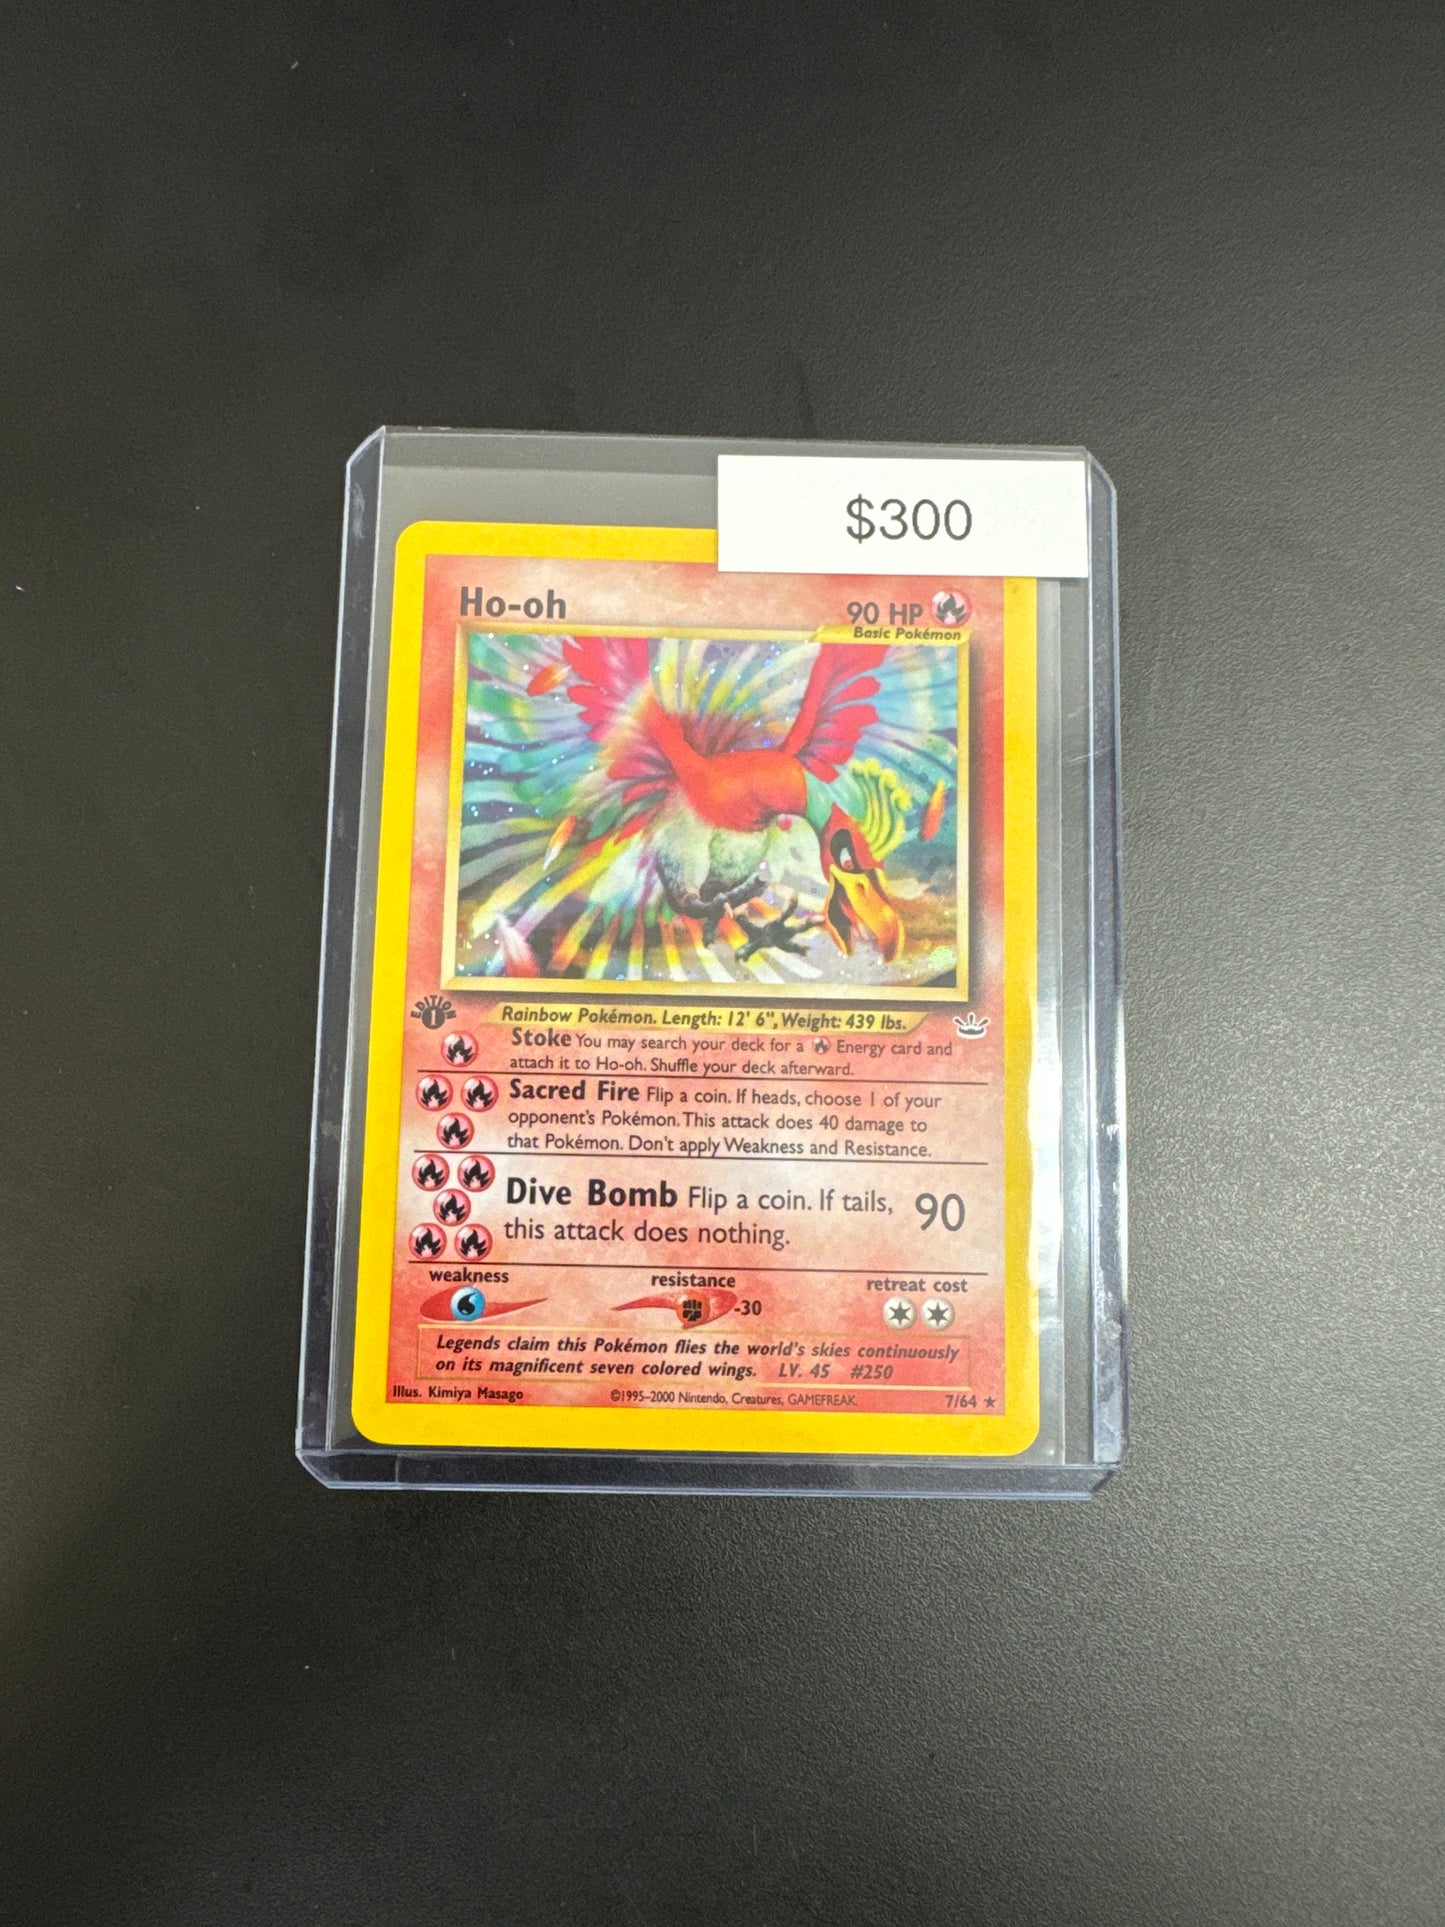 $300
Ho-oh
90 HP
Basic Pokémon
EDITION
1
Rainbow Pokémon. Length: 12' 6", Weight: 439 lbs.
Stoke You may search your deck for a Energy card and
attach it to Ho-oh. Shuffle your deck afterward.
Sacred Fire Flip a coin. If heads, choose 1 of your
opponent's Pokémon. This attack does 40 damage to
that Pokémon. Don't apply Weakness and Resistance.
Dive Bomb Flip a coin. If tails, 90
this attack does nothing.
weakness resistance retreat cost
-30
Legends claim this Pokémon flies the world's skies continuously
on its magnificent seven colored wings. LV. 45 #250
Illus. Kimiya Masago ©1995–2000 Nintendo, Creatures, GAMEFREAK. 7/64 ★